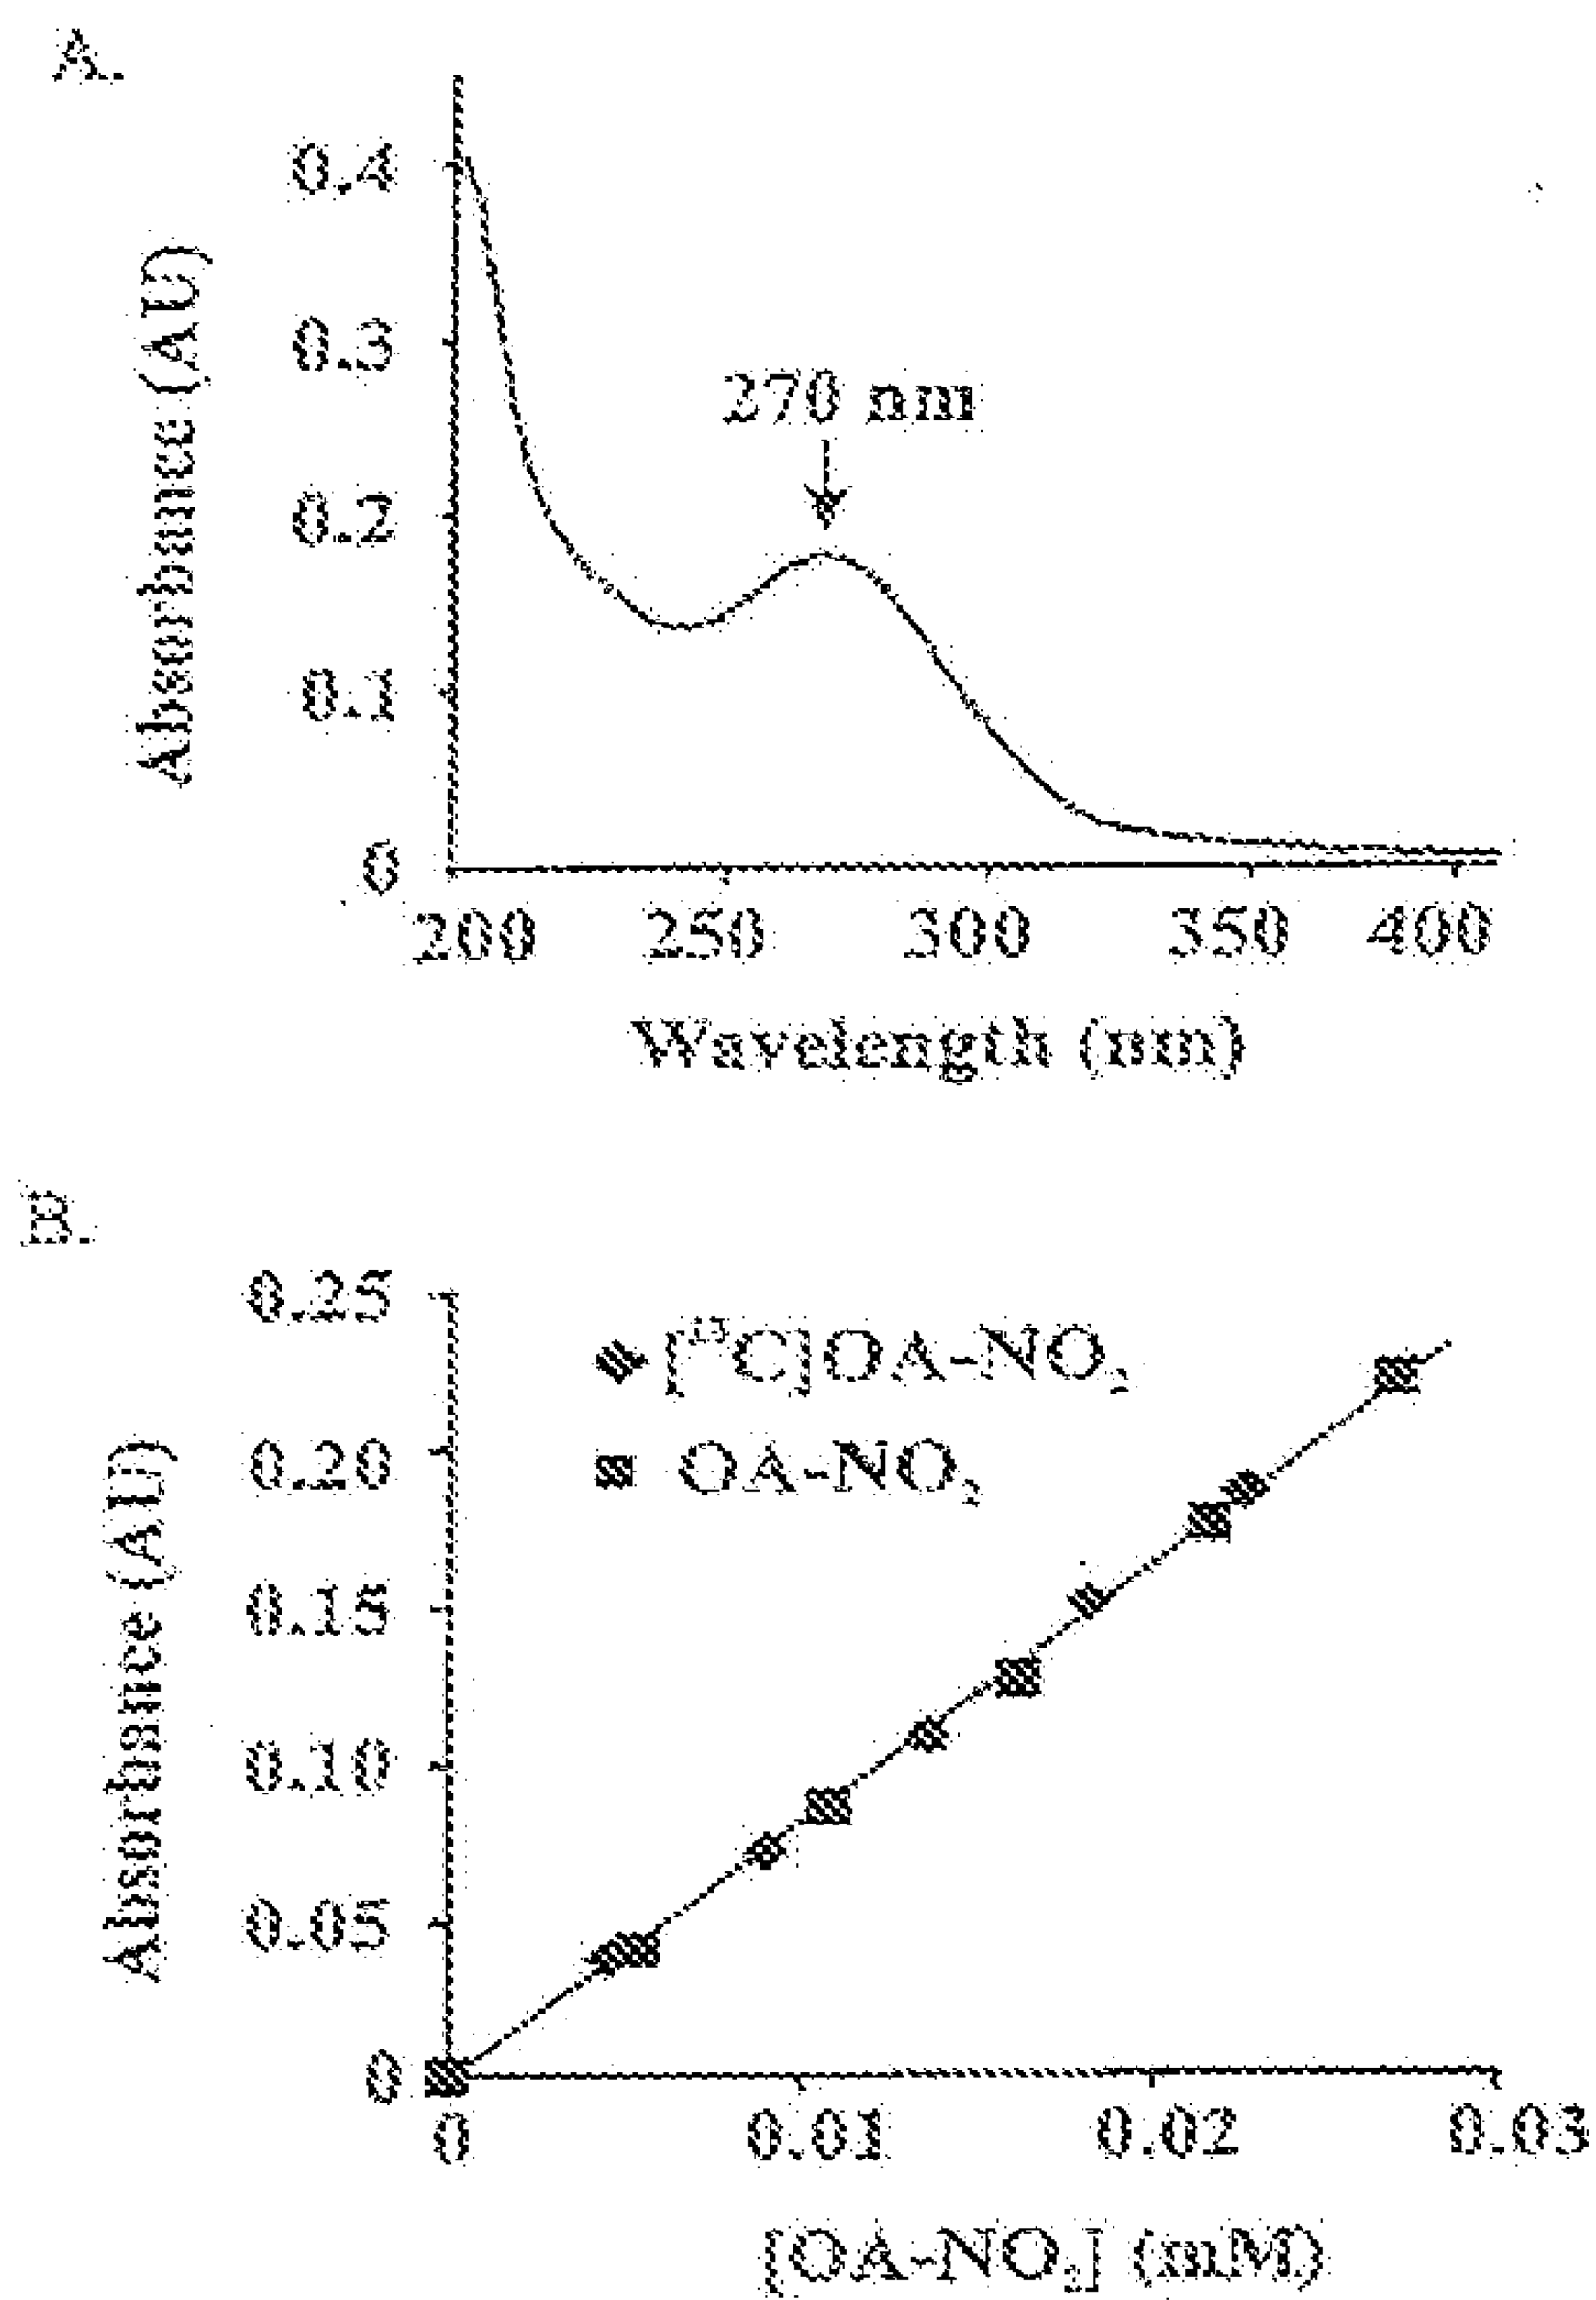 A.
Absorbance (AU)
0.4
0.3
0.2
0.1
0
270 nm
200 250 300 350 400
Wavelength (nm)
B.
Absorbance (AU)
0.25
0.20
0.15
0.10
0.05
0
[¹³C]OA-NO₂
OA-NO₂
0 0.01 0.02 0.03
[OA-NO₂] (mM)